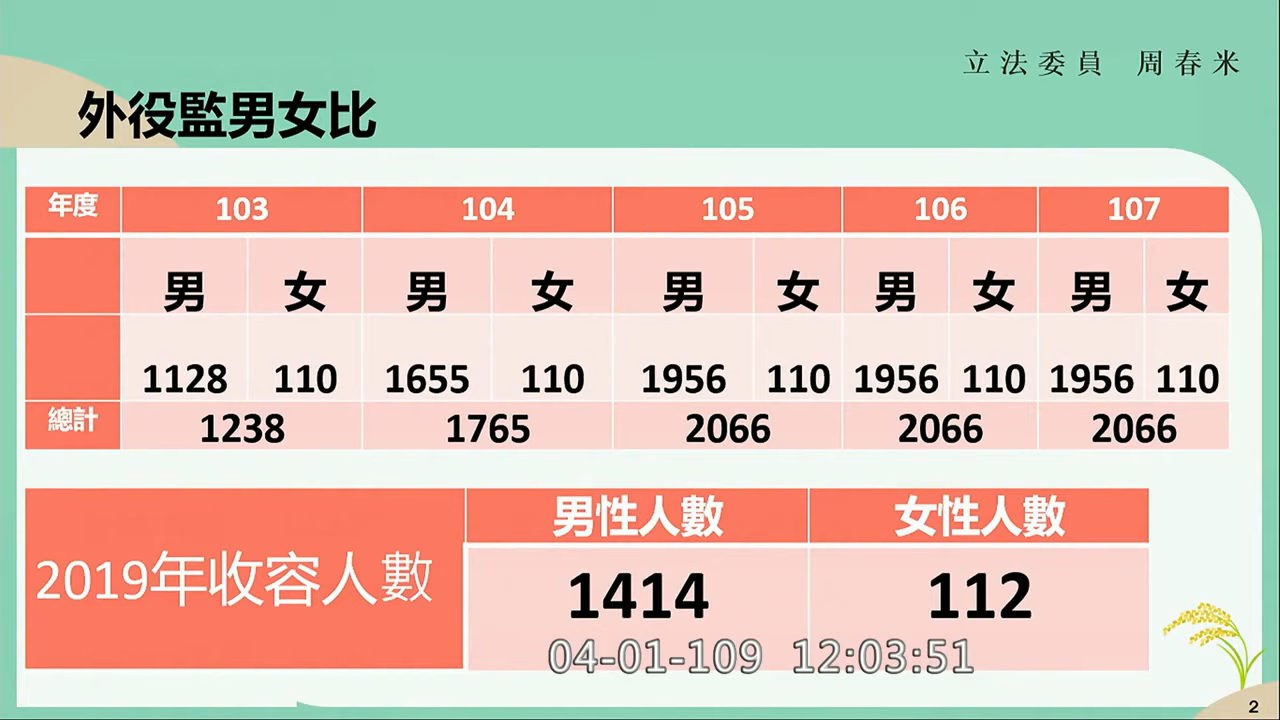 立法委員 周春米
外役監男女比
年度 103 104 105 106 107
男 女 男 女 男 女 男 女 男 女
1128 110 1655 110 1956 110 1956 110 1956 110
總計 1238 1765 2066 2066 2066
男性人數 女性人數
2019年收容人數
1414 112
04-01-109 12:03:51
2